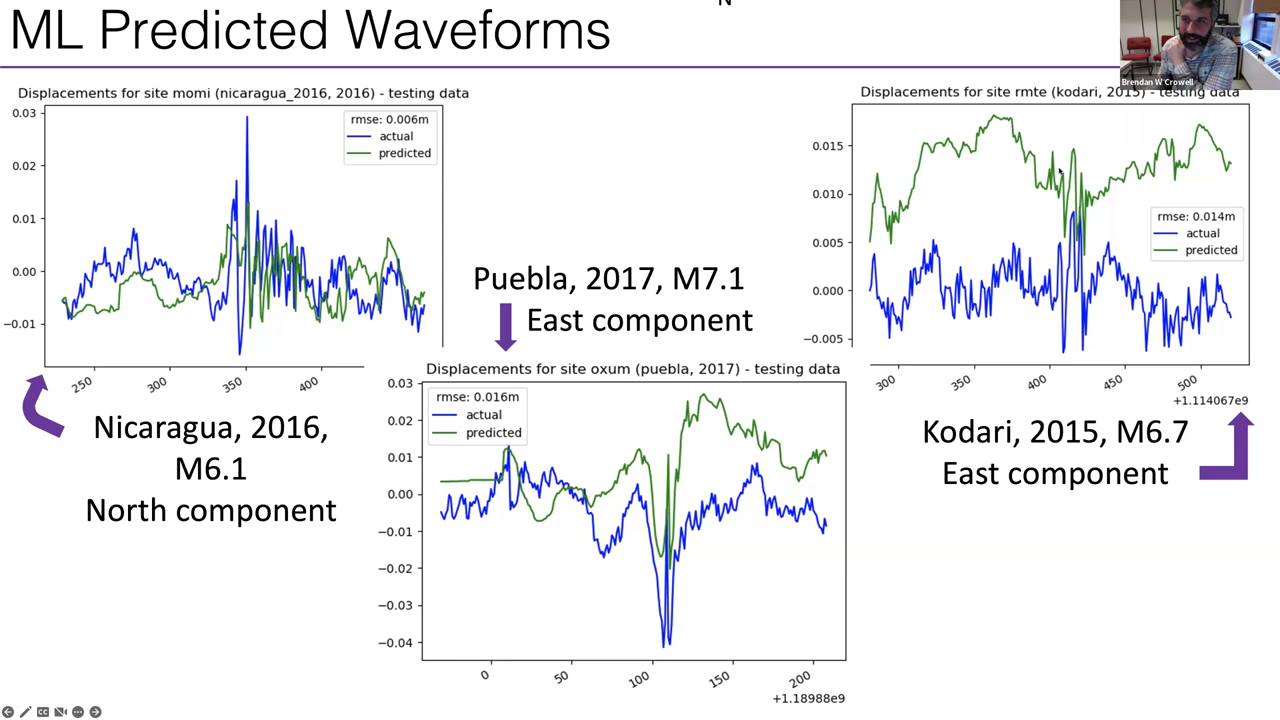 N
ML Predicted Waveforms
Brendan W Crowell
Displacements for site momi (nicaragua_2016, 2016) - testing data
0.03
0.02
0.01
0.00
−0.01
rmse: 0.006m
actual
predicted
250
300
350
400
Nicaragua, 2016,
M6.1
North component
Puebla, 2017, M7.1
East component
Displacements for site oxum (puebla, 2017) - testing data
0.03
0.02
0.01
0.00
−0.01
−0.02
−0.03
−0.04
rmse: 0.016m
actual
predicted
0
50
100
150
200
+1.18988e9
Displacements for site rmte (kodari, 2015) - testing data
0.015
0.010
0.005
0.000
−0.005
rmse: 0.014m
actual
predicted
300
350
400
450
500
+1.114067e9
Kodari, 2015, M6.7
East component